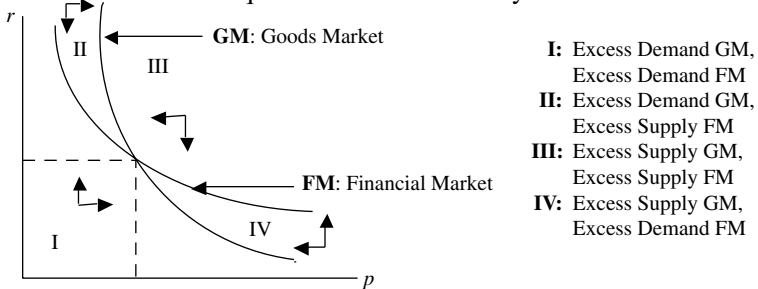 r
II
GM: Goods Market
III
I: Excess Demand GM,
Excess Demand FM
II: Excess Demand GM,
Excess Supply FM
III: Excess Supply GM,
Excess Supply FM
IV: Excess Supply GM,
Excess Demand FM
FM: Financial Market
I
IV
p